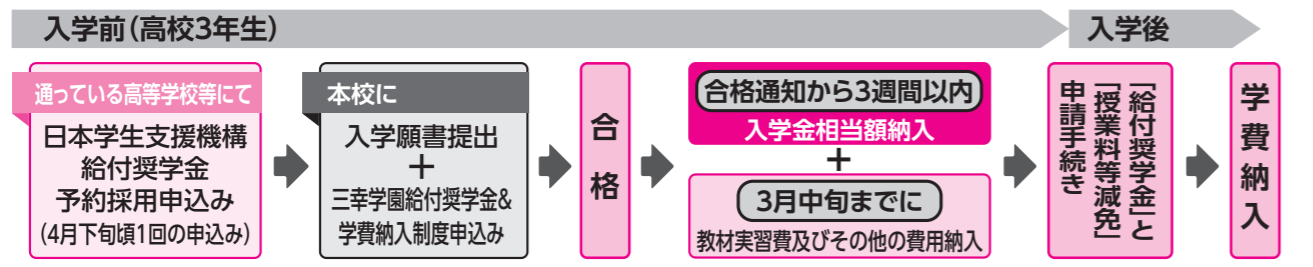 入学前（高校3年生）
入学後
通っている高等学校等にて
日本学生支援機構
給付奨学金
予約採用申込み
（4月下旬頃1回の申込み）
本校に
入学願書提出
＋
三幸学園給付奨学金&
学費納入制度申込み
合格
合格通知から3週間以内
入学金相当額納入
＋
3月中旬までに
教材実習費及びその他の費用納入
「給付奨学金」と
「授業料等減免」
申請手続き
学費納入